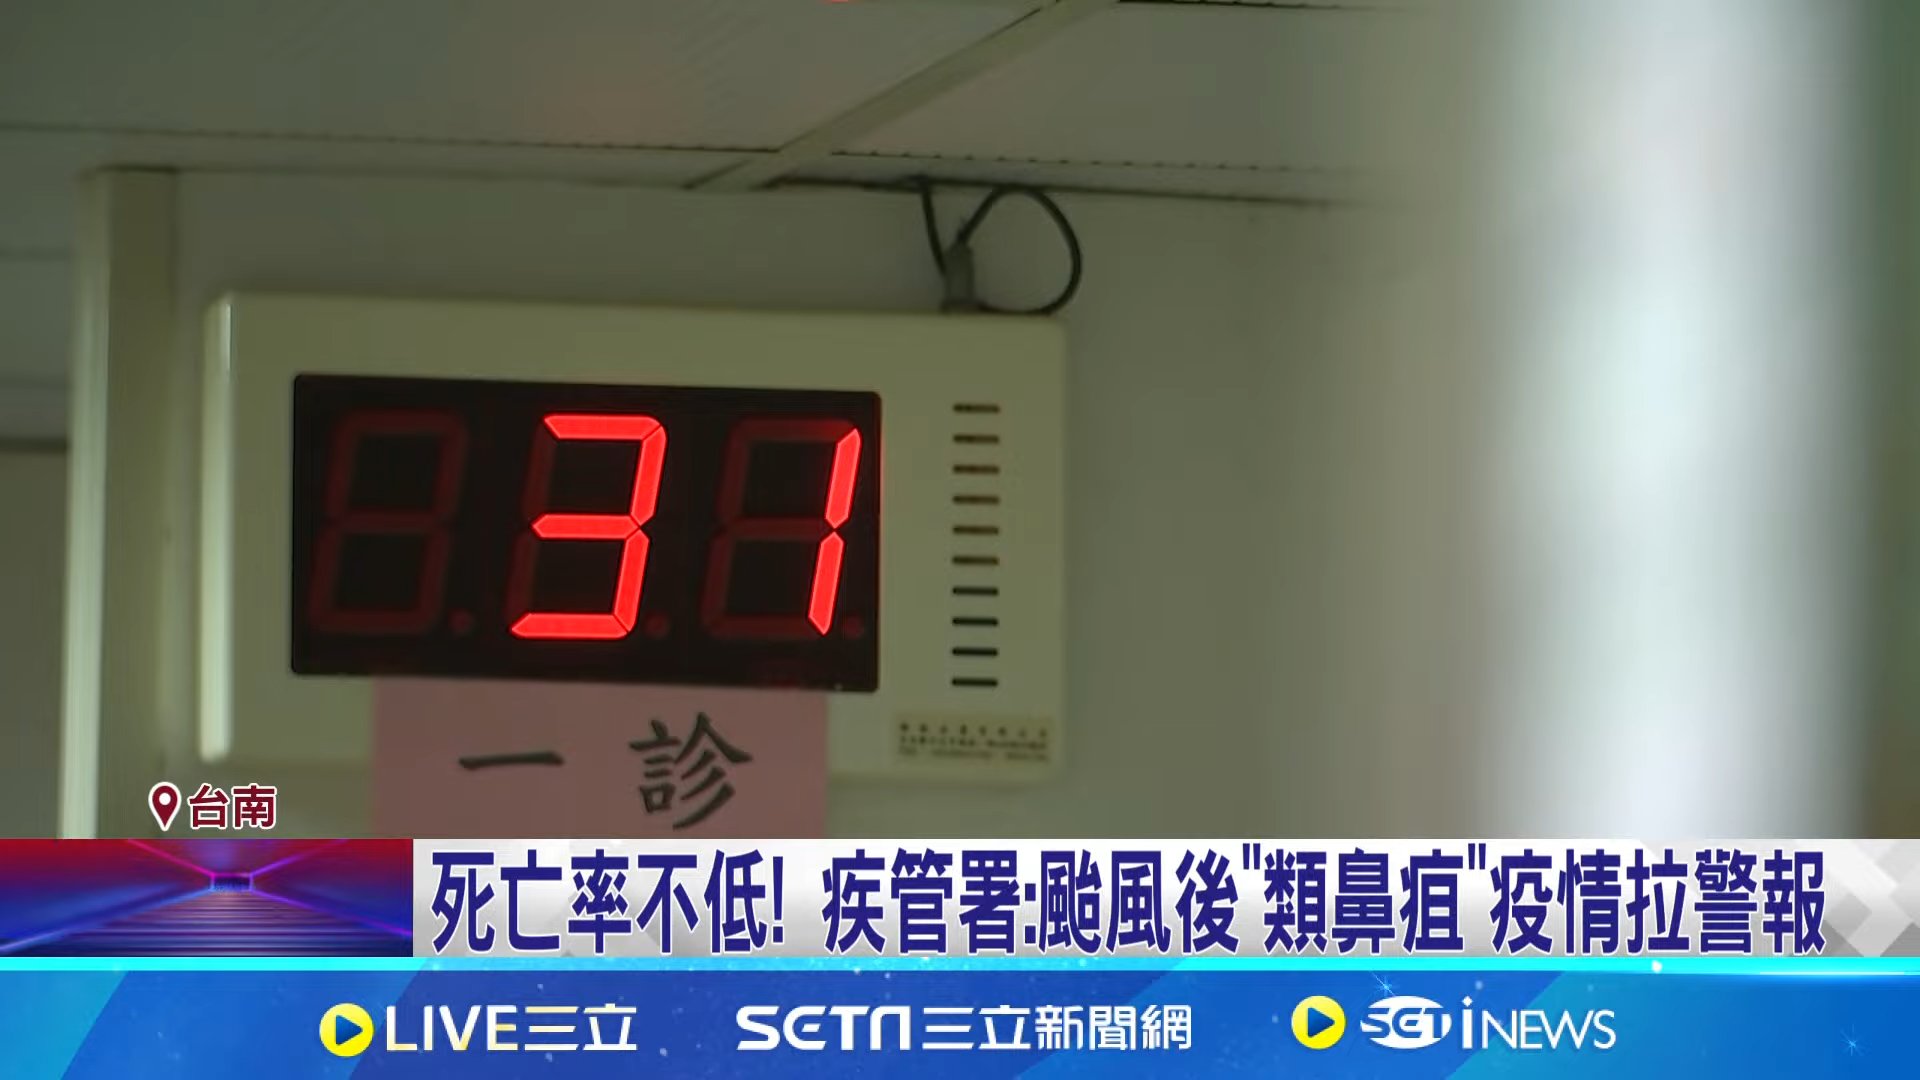 31
一 診
台南
死亡率不低! 疾管署:颱風後"類鼻疽"疫情拉警報
LIVE三立
SETN三立新聞網
SET iNEWS